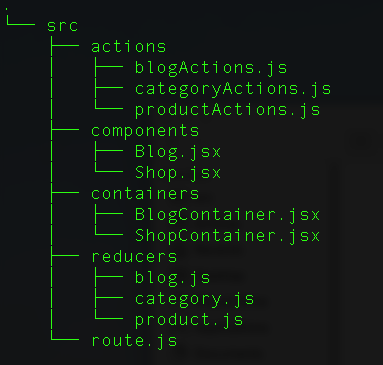 .
└── src
    ├── actions
    │   ├── blogActions.js
    │   ├── categoryActions.js
    │   └── productActions.js
    ├── components
    │   ├── Blog.jsx
    │   └── Shop.jsx
    ├── containers
    │   ├── BlogContainer.jsx
    │   └── ShopContainer.jsx
    ├── reducers
    │   ├── blog.js
    │   ├── category.js
    │   └── product.js
    └── route.js